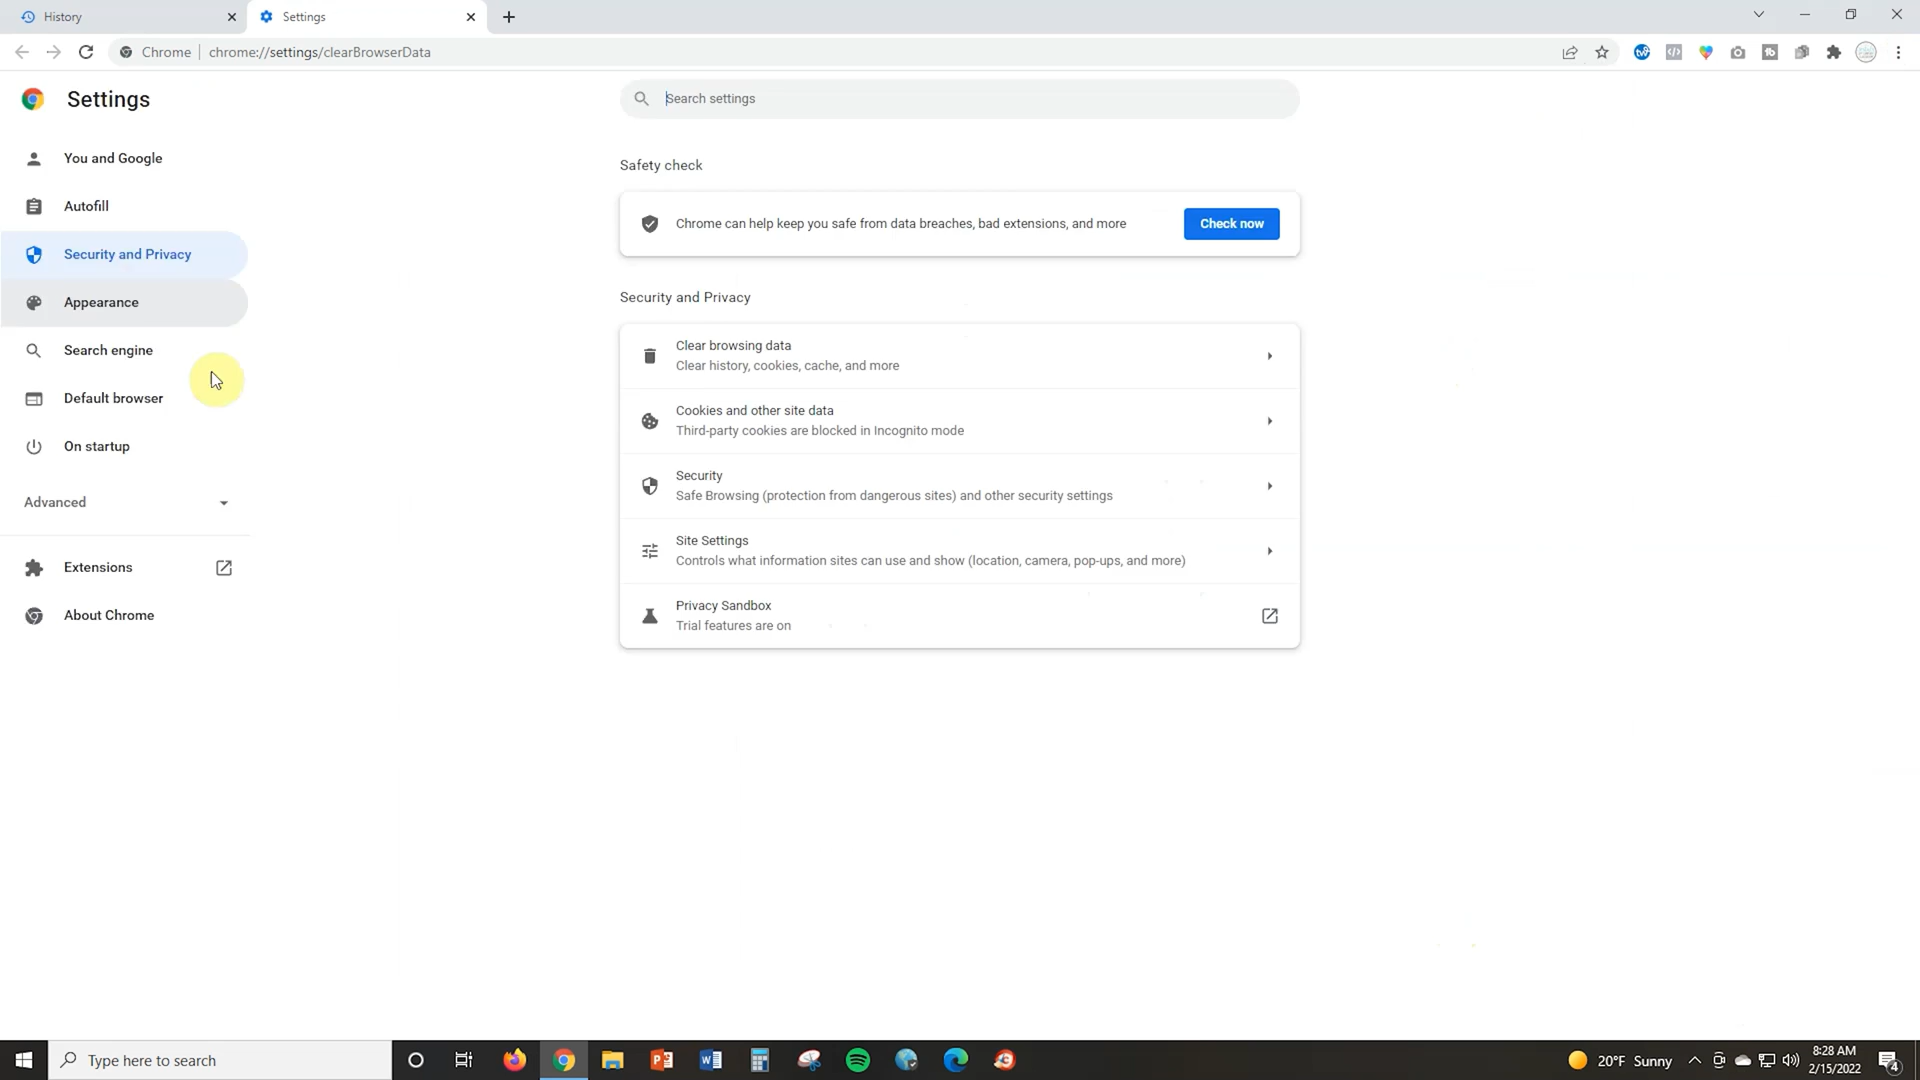 History
Settings
Chrome
chrome://settings/clearBrowserData
Settings
Search settings
You and Google
Autofill
Security and Privacy
Appearance
Search engine
Default browser
On startup
Advanced
Extensions
About Chrome
Safety check
Chrome can help keep you safe from data breaches, bad extensions, and more
Check now
Security and Privacy
Clear browsing data
Clear history, cookies, cache, and more
Cookies and other site data
Third-party cookies are blocked in Incognito mode
Security
Safe Browsing (protection from dangerous sites) and other security settings
Site Settings
Controls what information sites can use and show (location, camera, pop-ups, and more)
Privacy Sandbox
Trial features are on
Type here to search
20°F Sunny
8:28 AM
2/15/2022
4